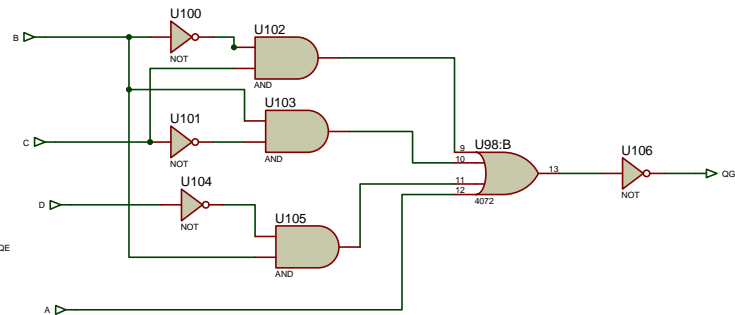 U100
B
NOT
U102
AND
U103
AND
C
U101
NOT
U98:B
9
10
11
12
13
4072
U106
NOT
QG
U104
D
NOT
U105
AND
QE
A